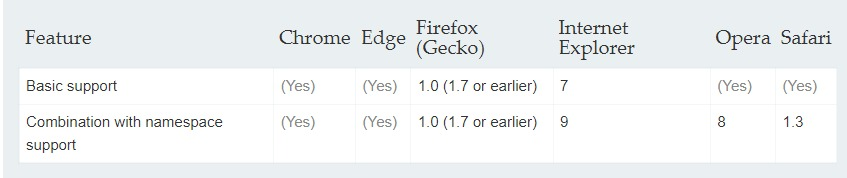 Feature Chrome Edge Firefox (Gecko) Internet Explorer Opera Safari
Basic support (Yes) (Yes) 1.0 (1.7 or earlier) 7 (Yes) (Yes)
Combination with namespace (Yes) (Yes) 1.0 (1.7 or earlier) 9 8 1.3
support